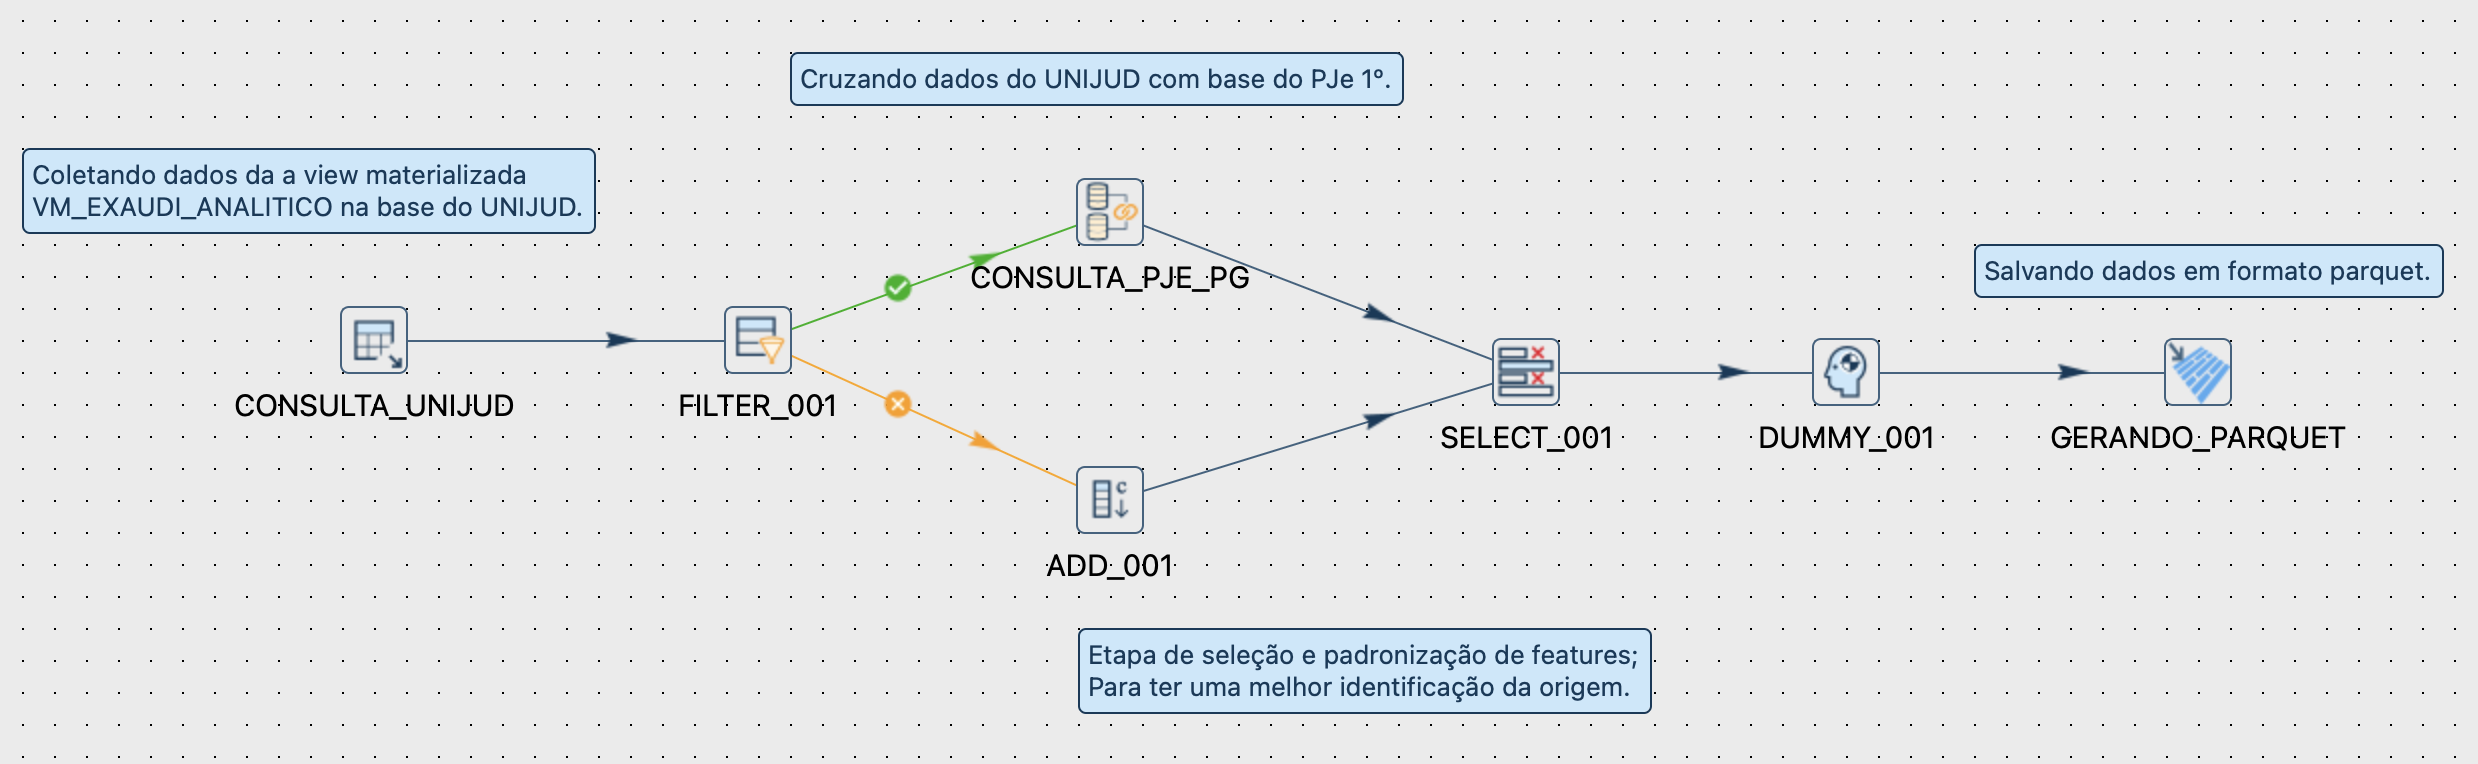 Cruzando dados do UNIJUD com base do PJe 1º.
Coletando dados da a view materializada
VM_EXAUDI_ANALITICO na base do UNIJUD.
CONSULTA_PJE_PG
Salvando dados em formato parquet.
CONSULTA_UNIJUD
FILTER_001
SELECT_001
DUMMY_001
GERANDO_PARQUET
C
ADD_001
Etapa de seleção e padronização de features;
Para ter uma melhor identificação da origem.